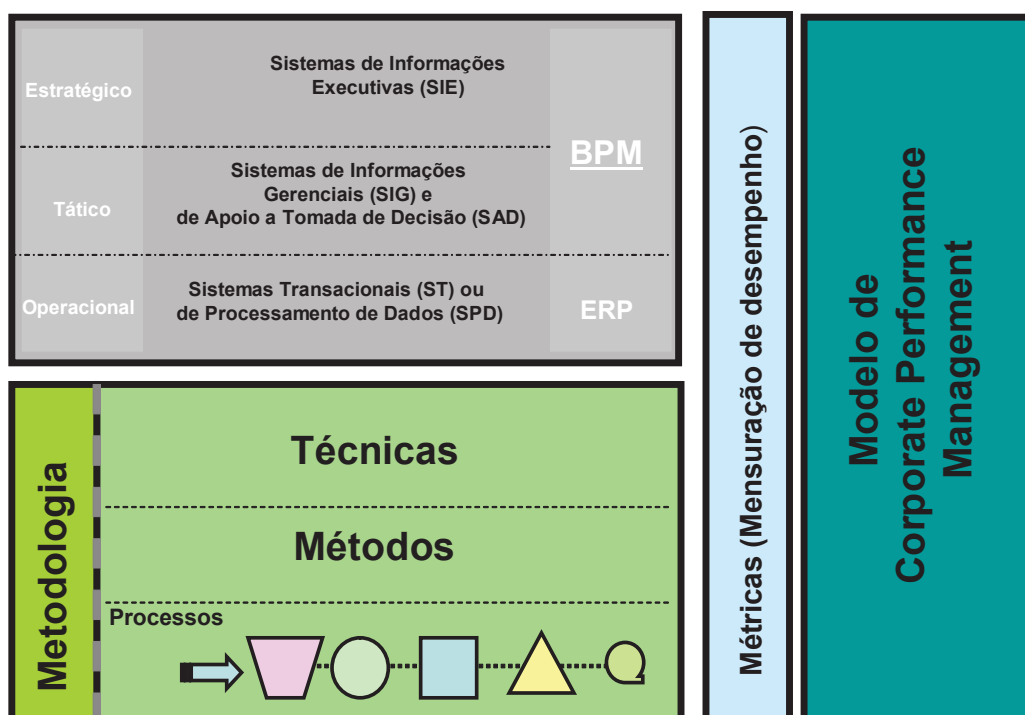 Estratégico
Sistemas de Informações
Executivas (SIE)
BPM
Tático
Sistemas de Informações
Gerenciais (SIG) e
de Apoio a Tomada de Decisão (SAD)
Operacional
Sistemas Transacionais (ST) ou
de Processamento de Dados (SPD)
ERP
Metodologia
Técnicas
Métodos
Processos
Métricas (Mensuração de desempenho)
Modelo de
Corporate Performance
Management